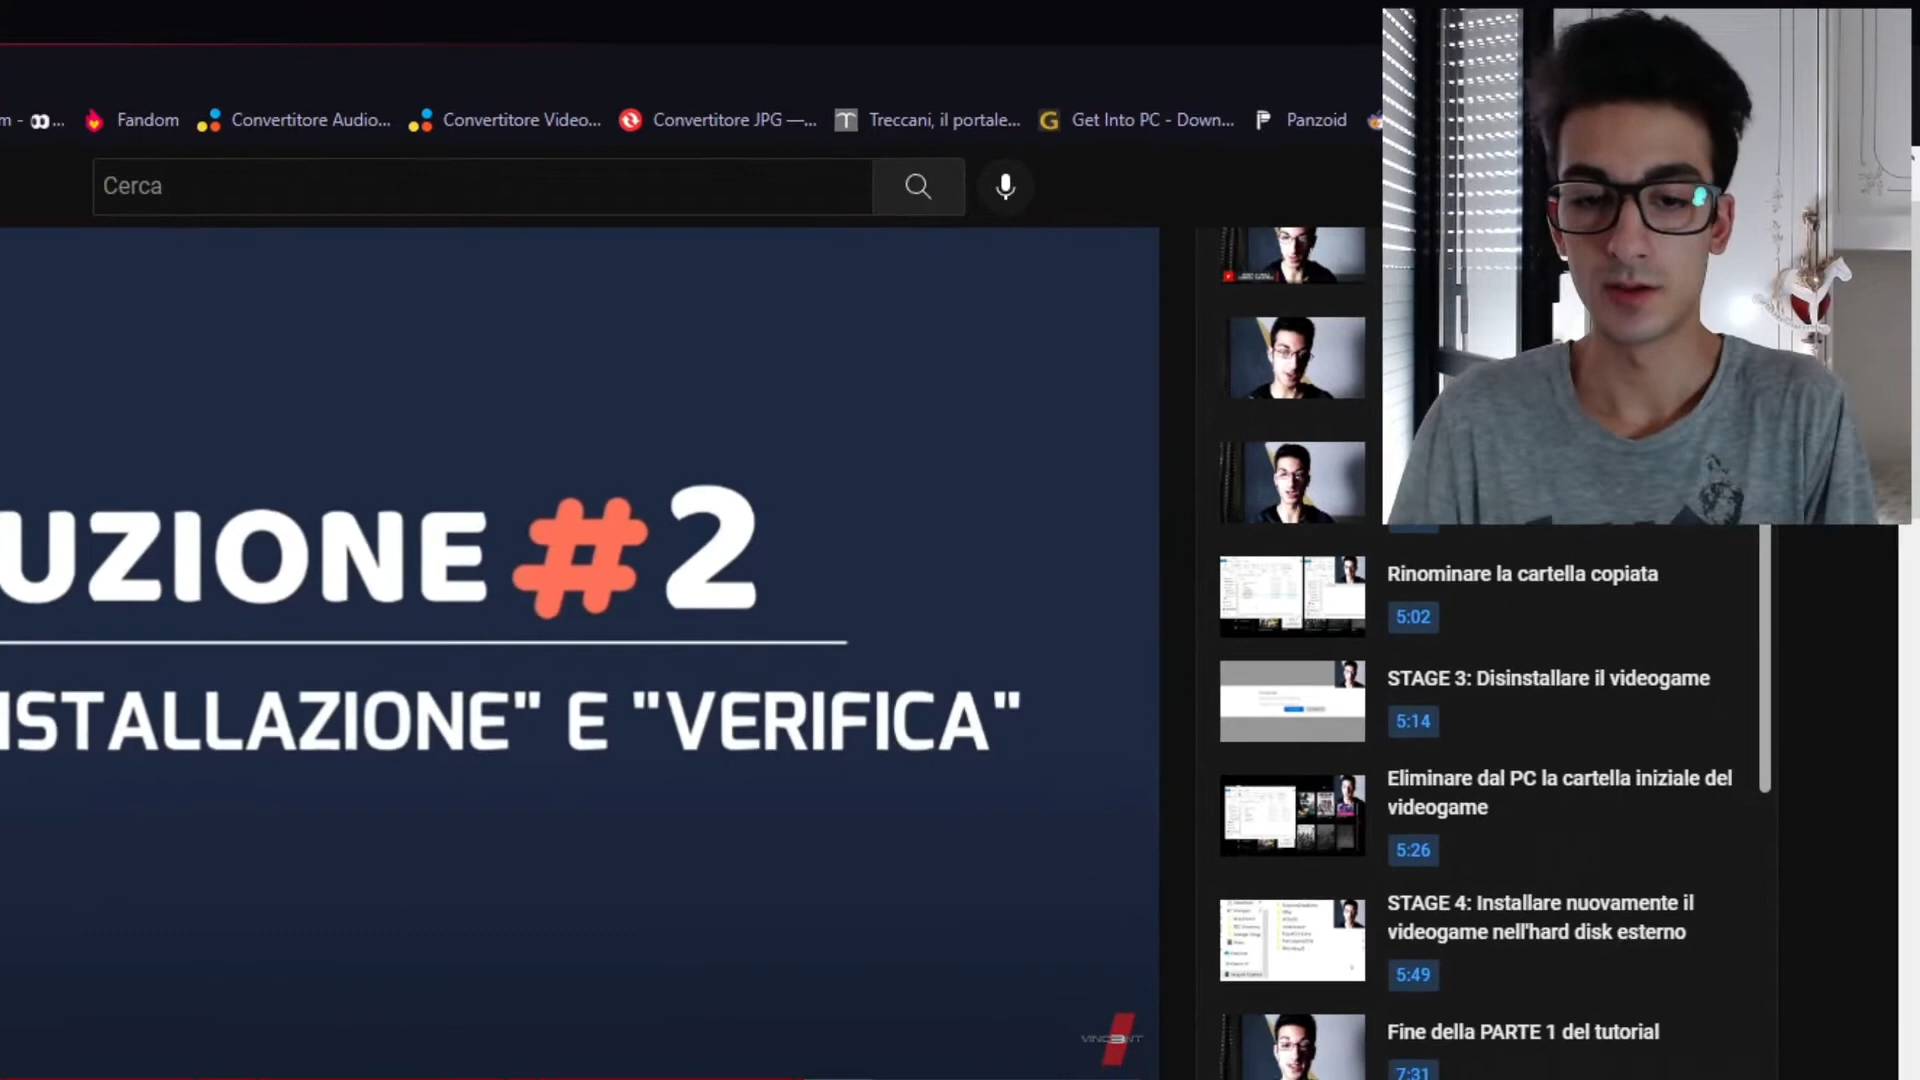 m -
Fandom
Convertitore Audio...
Convertitore Video...
Convertitore JPG —...
Treccani, il portale...
Get Into PC - Down...
Panzoid
Cerca
UZIONE #2
ISTALLAZIONE" E "VERIFICA"
VINC3NT
Rinominare la cartella copiata
5:02
STAGE 3: Disinstallare il videogame
5:14
Eliminare dal PC la cartella iniziale del
videogame
5:26
STAGE 4: Installare nuovamente il
videogame nell'hard disk esterno
5:49
Fine della PARTE 1 del tutorial
7:31